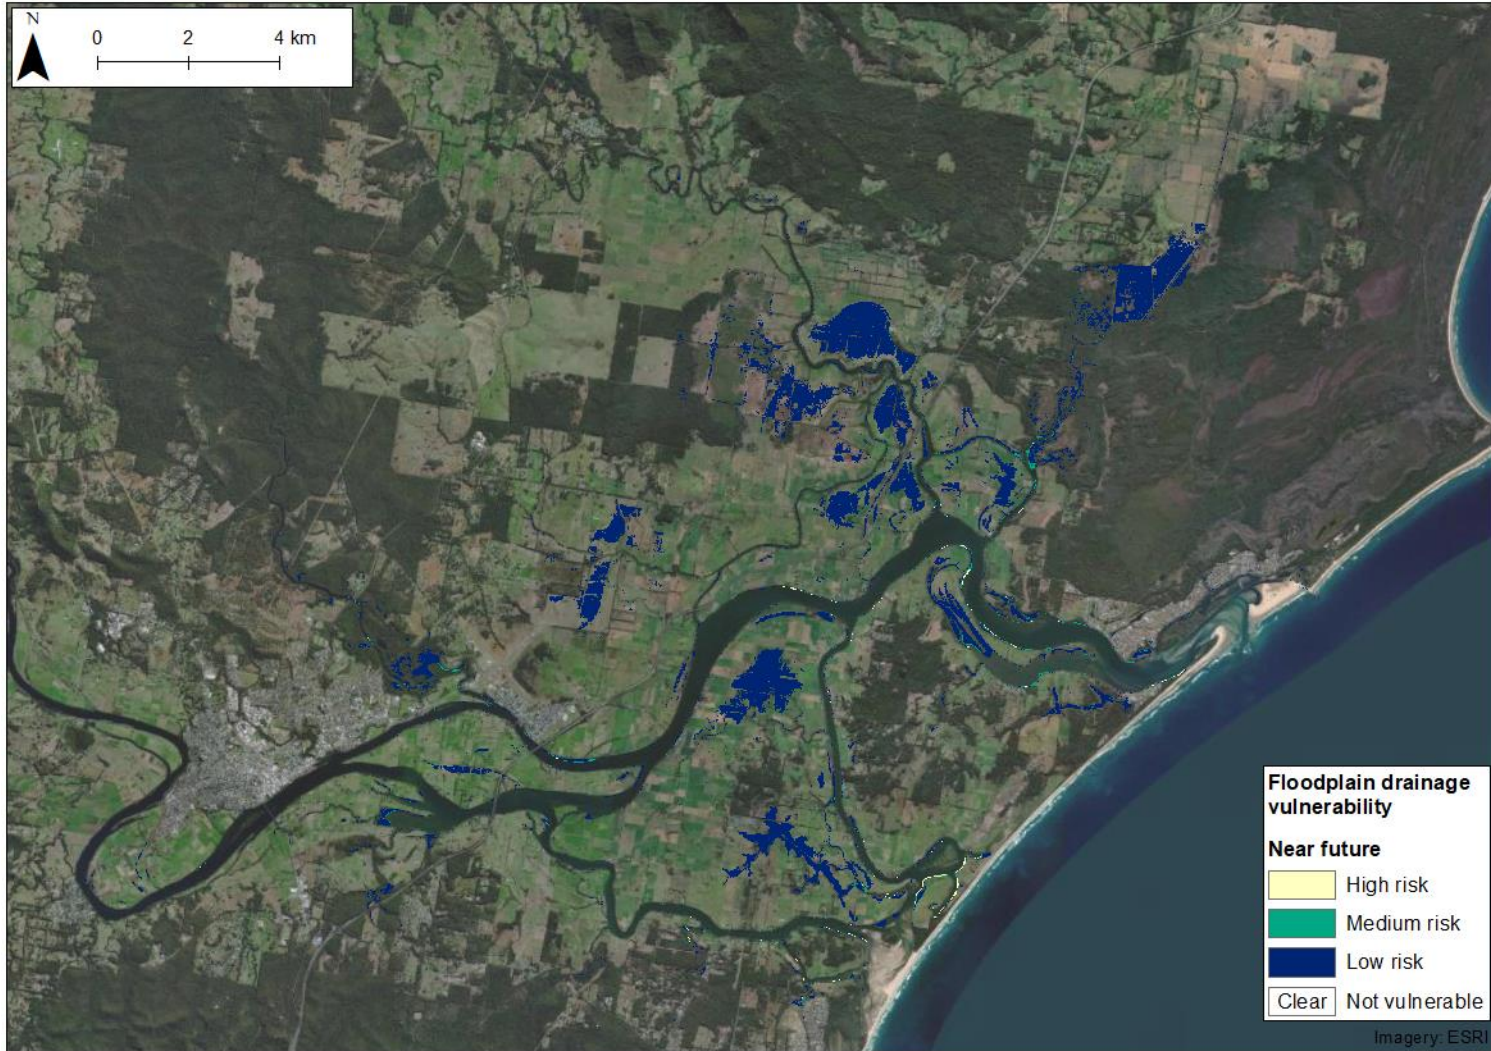 N
0 2 4 km
Floodplain drainage
vulnerability
Near future
High risk
Medium risk
Low risk
Clear Not vulnerable
Imagery: ESRI